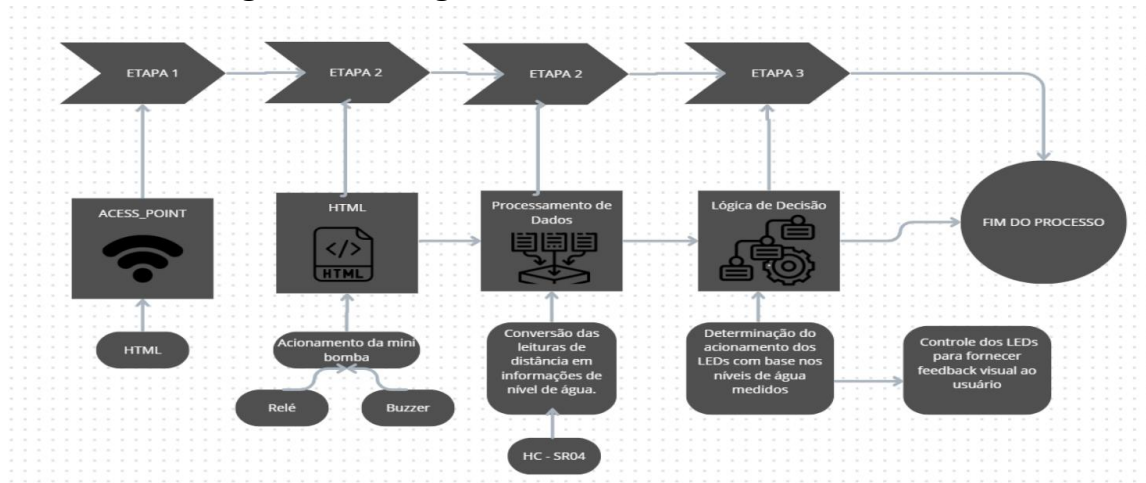 ETAPA 1
ETAPA 2
ETAPA 2
ETAPA 3
ACESS_POINT
HTML
</>
HTML
Processamento de
Dados
Lógica de Decisão
FIM DO PROCESSO
HTML
Acionamento da mini
bomba
Relé
Buzzer
Conversão das
leituras de
distância em
informações de
nível de água.
HC - SR04
Determinação do
acionamento dos
LEDs com base nos
níveis de água
medidos
Controle dos LEDs
para fornecer
feedback visual ao
usuário